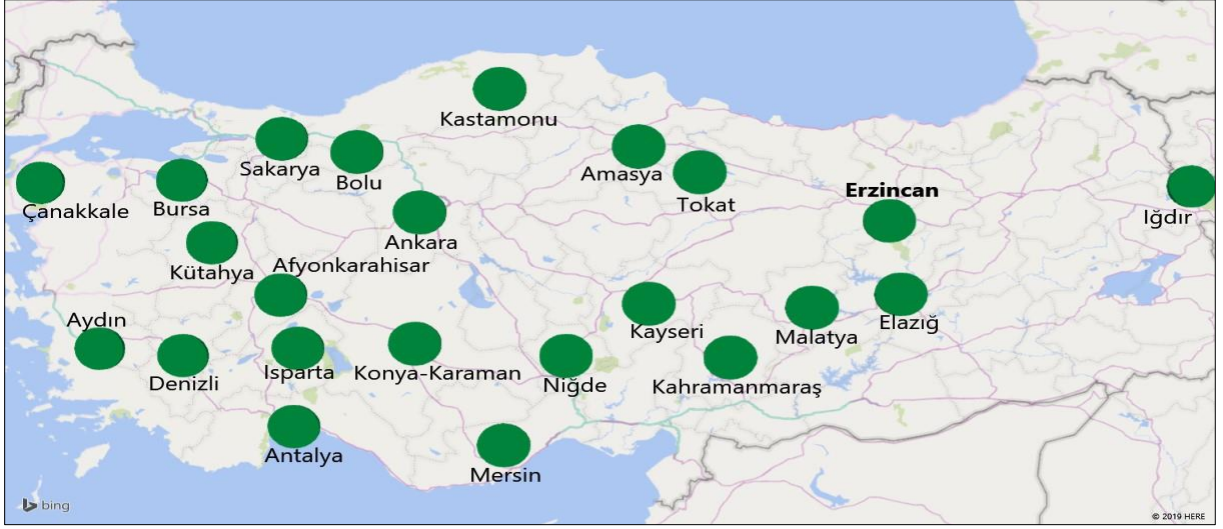 Kastamonu
Sakarya
Bolu
Amasya
Tokat
Erzincan
Iğdır
Çanakkale
Bursa
Ankara
Kütahya
Afyonkarahisar
Aydın
Denizli
Isparta
Konya-Karaman
Niğde
Kayseri
Kahramanmaraş
Malatya
Elazığ
Antalya
Mersin
bing
© 2019 HERE